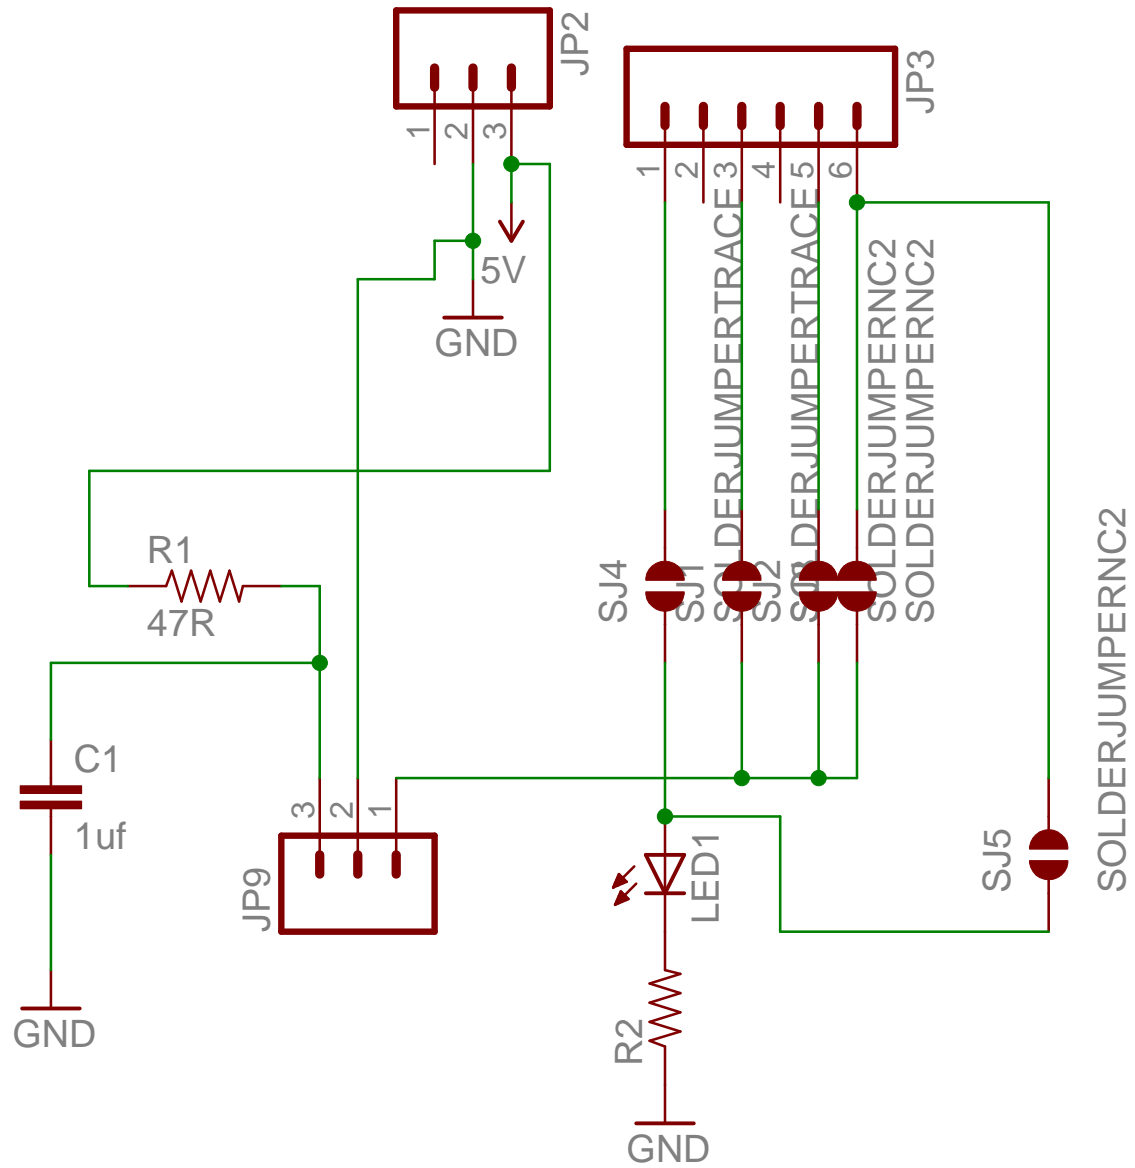 JP2
1
2
3
JP3
1
2
3
4
5
6
5V
GND
SOLDERJUMPERTRACE
SOLDERJUMPERTRACE
SOLDERJUMPERNC2
SOLDERJUMPERNC2
R1
47R
SJ4
SJ1
SJ2
SOLDERJUMPERNC2
C1
1uf
3
2
1
JP9
LED1
SJ5
GND
R2
GND